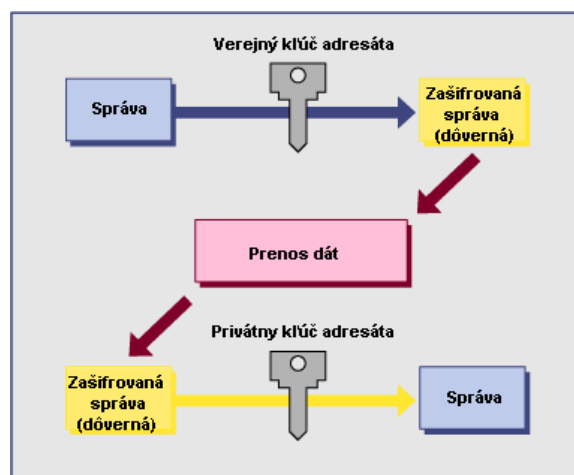 Verejný kľúč adresáta
Správa
Zašifrovaná
správa
(dôverná)
Prenos dát
Privátny kľúč adresáta
Zašifrovaná
správa
(dôverná)
Správa